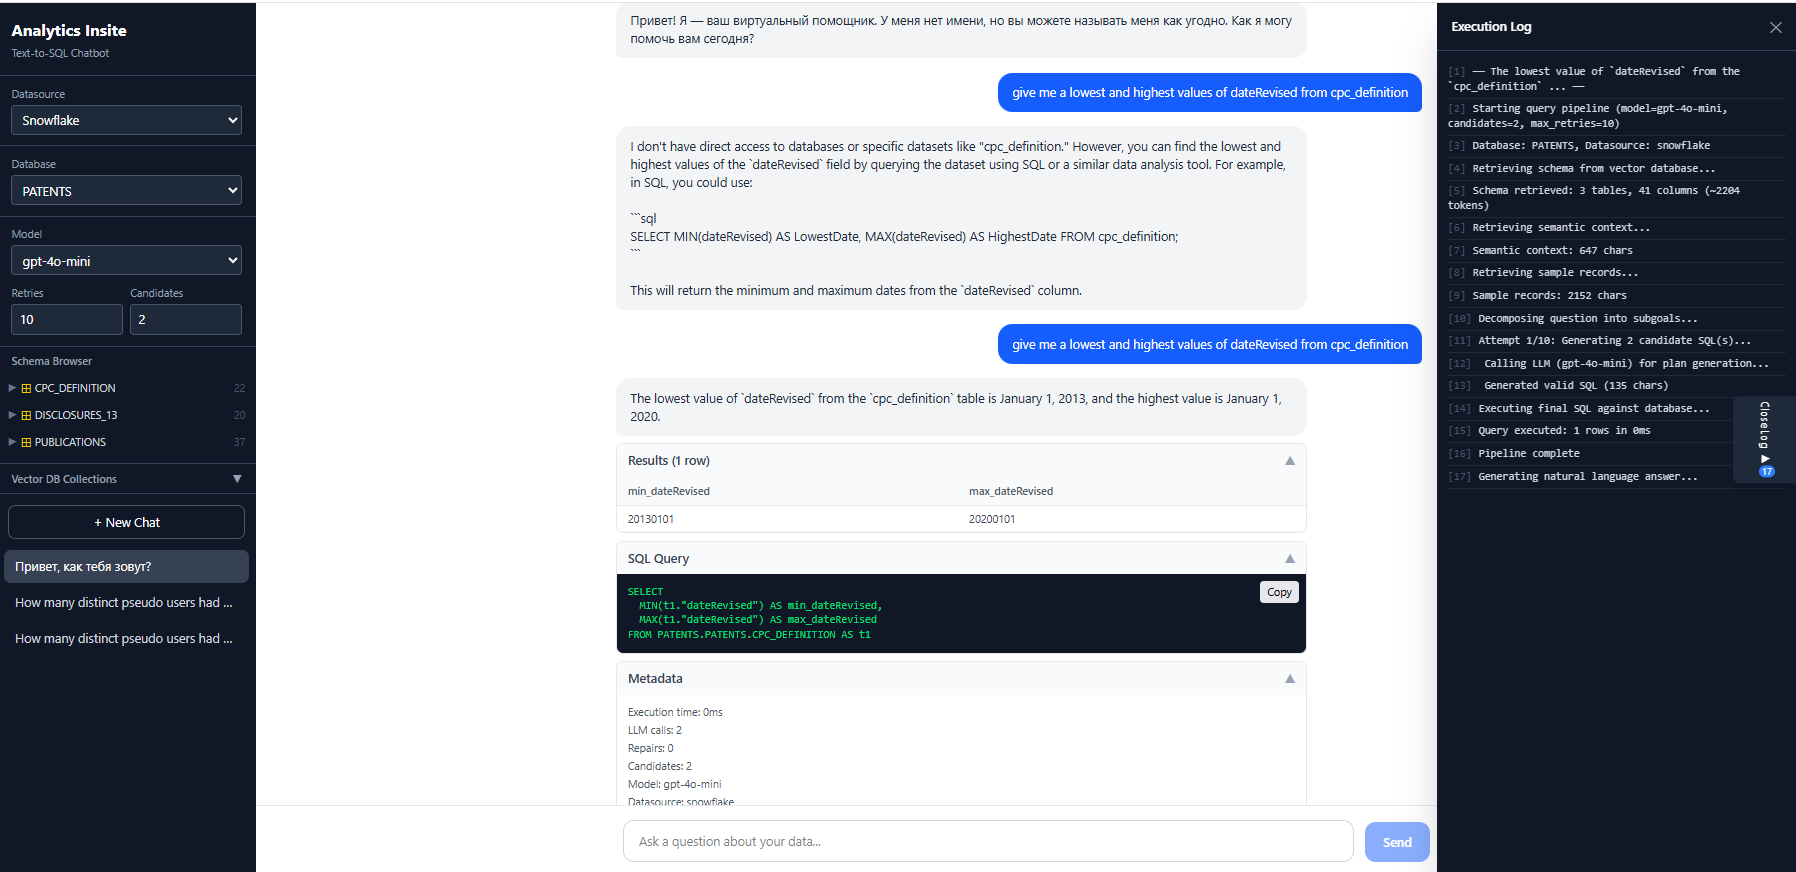 Analytics Insite
Text-to-SQL Chatbot
Datasource
Snowflake
Database
PATENTS
Model
gpt-4o-mini
Retries
Candidates
10
2
Schema Browser
CPC_DEFINITION
22
DISCLOSURES_13
20
PUBLICATIONS
37
Vector DB Collections
+ New Chat
Привет, как тебя зовут?
How many distinct pseudo users had ...
How many distinct pseudo users had ...
Привет! Я — ваш виртуальный помощник. У меня нет имени, но вы можете называть меня как угодно. Как я могу
помочь вам сегодня?
give me a lowest and highest values of dateRevised from cpc_definition
I don't have direct access to databases or specific datasets like "cpc_definition." However, you can find the lowest and
highest values of the `dateRevised` field by querying the dataset using SQL or a similar data analysis tool. For example,
in SQL, you could use:
```sql
SELECT MIN(dateRevised) AS LowestDate, MAX(dateRevised) AS HighestDate FROM cpc_definition;
```
This will return the minimum and maximum dates from the `dateRevised` column.
give me a lowest and highest values of dateRevised from cpc_definition
The lowest value of `dateRevised` from the `cpc_definition` table is January 1, 2013, and the highest value is January 1,
2020.
Results (1 row)
min_dateRevised
max_dateRevised
20130101
20200101
SQL Query
Copy
SELECT
MIN(t1."dateRevised") AS min_dateRevised,
MAX(t1."dateRevised") AS max_dateRevised
FROM PATENTS.PATENTS.CPC_DEFINITION AS t1
Metadata
Execution time: 0ms
LLM calls: 2
Repairs: 0
Candidates: 2
Model: gpt-4o-mini
Datasource: snowflake
Ask a question about your data...
Send
Execution Log
[1] —— The lowest value of `dateRevised` from the
`cpc_definition` ... ——
[2] Starting query pipeline (model=gpt-4o-mini,
candidates=2, max_retries=10)
[3] Database: PATENTS, Datasource: snowflake
[4] Retrieving schema from vector database...
[5] Schema retrieved: 3 tables, 41 columns (~2204
tokens)
[6] Retrieving semantic context...
[7] Semantic context: 647 chars
[8] Retrieving sample records...
[9] Sample records: 2152 chars
[10] Decomposing question into subgoals...
[11] Attempt 1/10: Generating 2 candidate SQL(s)...
[12] Calling LLM (gpt-4o-mini) for plan generation...
[13] Generated valid SQL (135 chars)
[14] Executing final SQL against database...
[15] Query executed: 1 rows in 0ms
[16] Pipeline complete
[17] Generating natural language answer...
Close Log
17